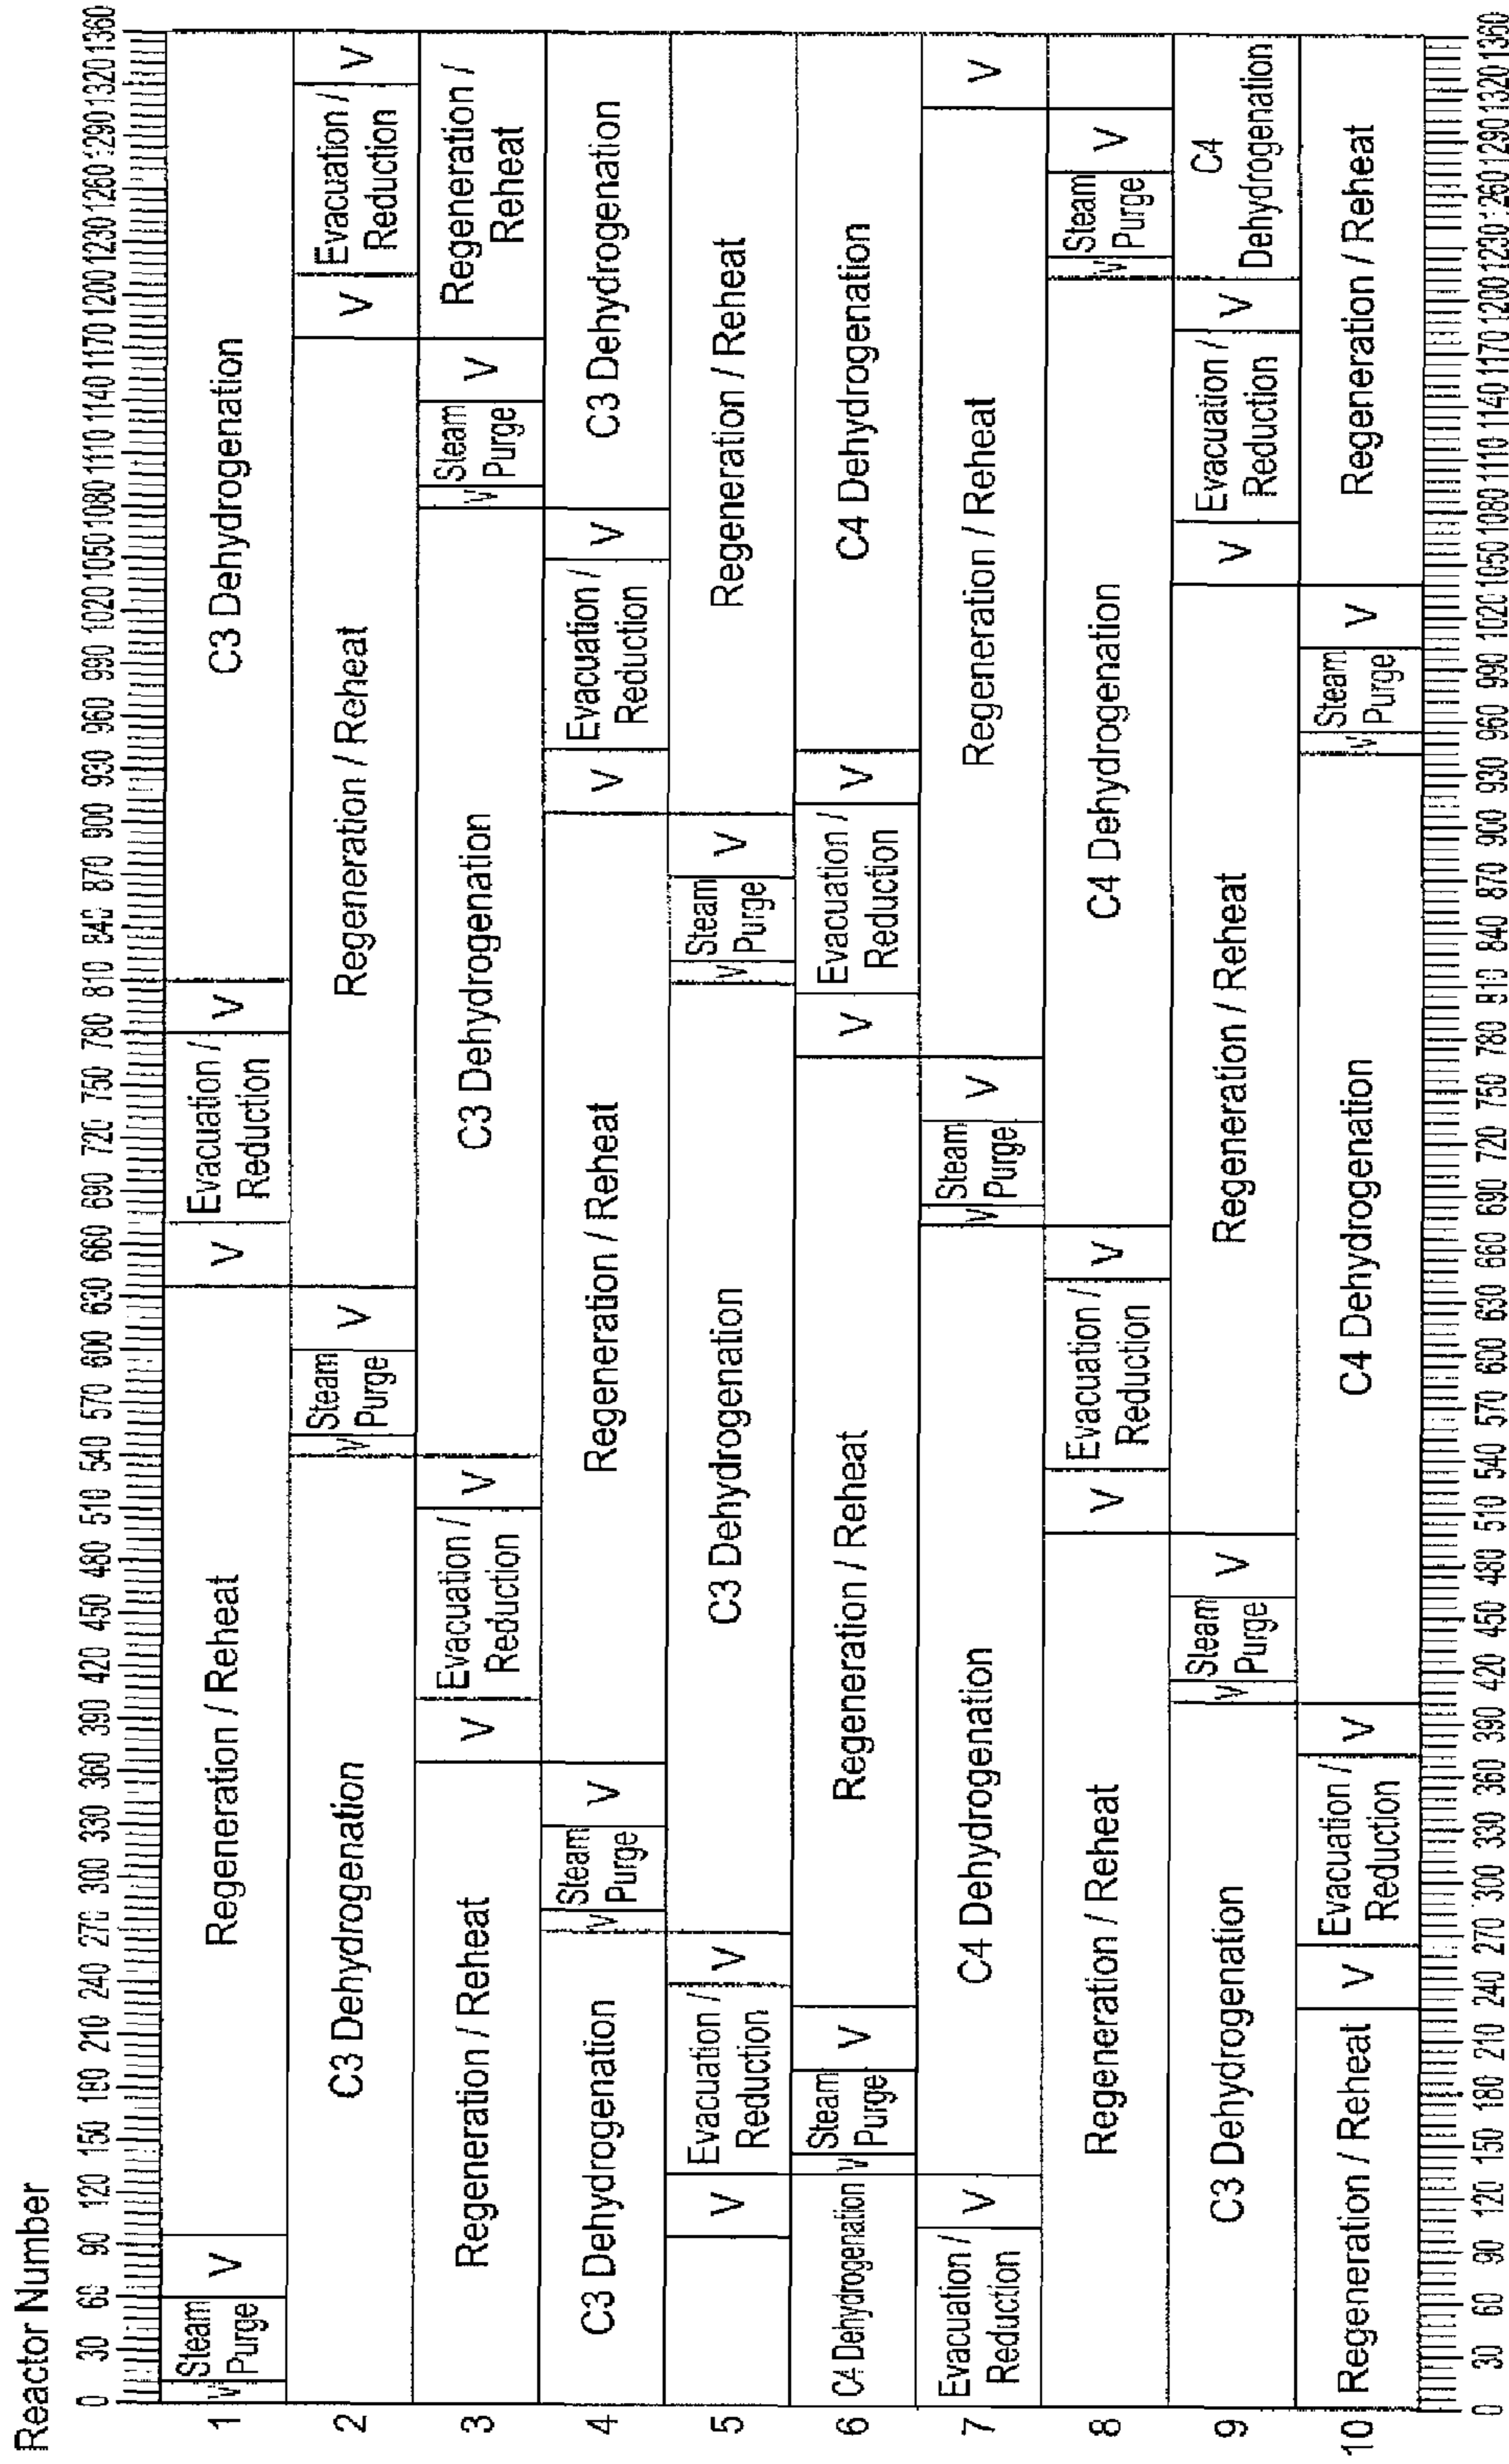 Reactor Number
0 30 60 90 120 150 180 210 240 270 300 330 360 390 420 450 480 510 540 570 600 630 660 690 720 750 780 810 840 870 900 930 960 990 1020 1050 1080 1110 1140 1170 1200 1230 1260 1290 1320 1360
1
V
Steam
Purge
V
Regeneration / Reheat
V
Evacuation /
Reduction
V
C3 Dehydrogenation
2
C3 Dehydrogenation
V
Steam
Purge
V
Regeneration / Reheat
V
Evacuation /
Reduction
V
3
Regeneration / Reheat
V
Evacuation /
Reduction
V
C3 Dehydrogenation
V
Steam
Purge
V
Regeneration /
Reheat
4
C3 Dehydrogenation
V
Steam
Purge
V
Regeneration / Reheat
V
Evacuation /
Reduction
V
C3 Dehydrogenation
5
V
Evacuation /
Reduction
V
C3 Dehydrogenation
V
Steam
Purge
V
Regeneration / Reheat
6
C4 Dehydrogenation
V
Steam
Purge
V
Regeneration / Reheat
V
Evacuation /
Reduction
V
C4 Dehydrogenation
7
Evacuation /
Reduction
V
C4 Dehydrogenation
V
Steam
Purge
V
Regeneration / Reheat
V
8
Regeneration / Reheat
V
Evacuation /
Reduction
V
C4 Dehydrogenation
V
Steam
Purge
V
9
C3 Dehydrogenation
V
Steam
Purge
V
Regeneration / Reheat
V
Evacuation /
Reduction
V
C4
Dehydrogenation
10
Regeneration / Reheat
V
Evacuation /
Reduction
V
C4 Dehydrogenation
V
Steam
Purge
V
Regeneration / Reheat
0 30 60 90 120 150 180 210 240 270 300 330 360 390 420 450 480 510 540 570 600 630 660 690 720 750 780 810 840 870 900 930 960 990 1020 1050 1080 1110 1140 1170 1200 1230 1260 1290 1320 1360